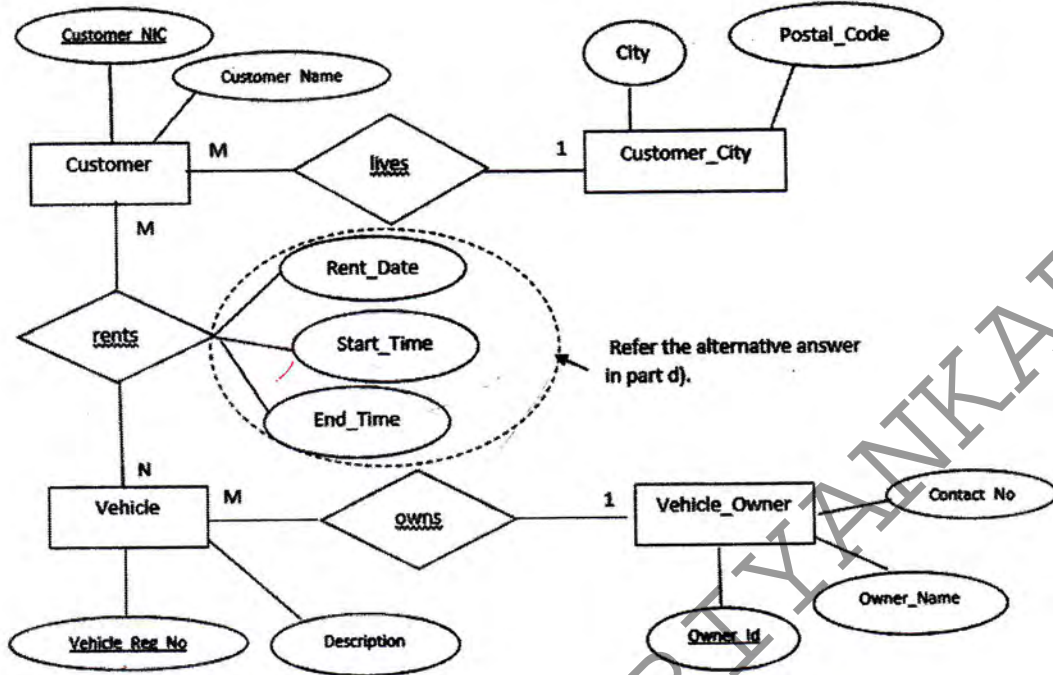 Customer_NIC
Customer Name
City
Postal_Code
Customer
M
lives
1
Customer_City
M
Rent_Date
rents
Start_Time
Refer the alternative answer
in part d).
End_Time
N
Vehicle
M
owns
1
Vehicle_Owner
Contact No
Owner_Name
Vehicle_Reg_No
Description
Owner_Id